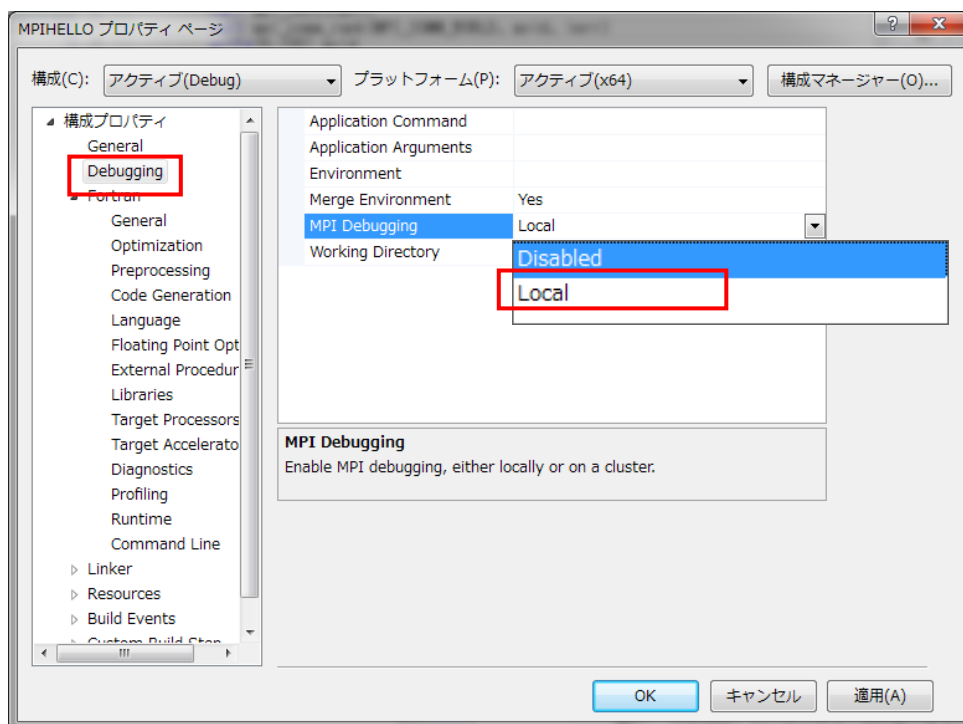 MPIHELLO プロパティ ページ
構成(C): アクティブ(Debug) プラットフォーム(P): アクティブ(x64) 構成マネージャー(O)...
構成プロパティ
General
Debugging
Fortran
General
Optimization
Preprocessing
Code Generation
Language
Floating Point Opt
External Procedur
Libraries
Target Processors
Target Accelerato
Diagnostics
Profiling
Runtime
Command Line
Linker
Resources
Build Events
Custom Build Step
Application Command
Application Arguments
Environment
Merge Environment Yes
MPI Debugging Local
Working Directory
Disabled
Local
MPI Debugging
Enable MPI debugging, either locally or on a cluster.
OK キャンセル 適用(A)